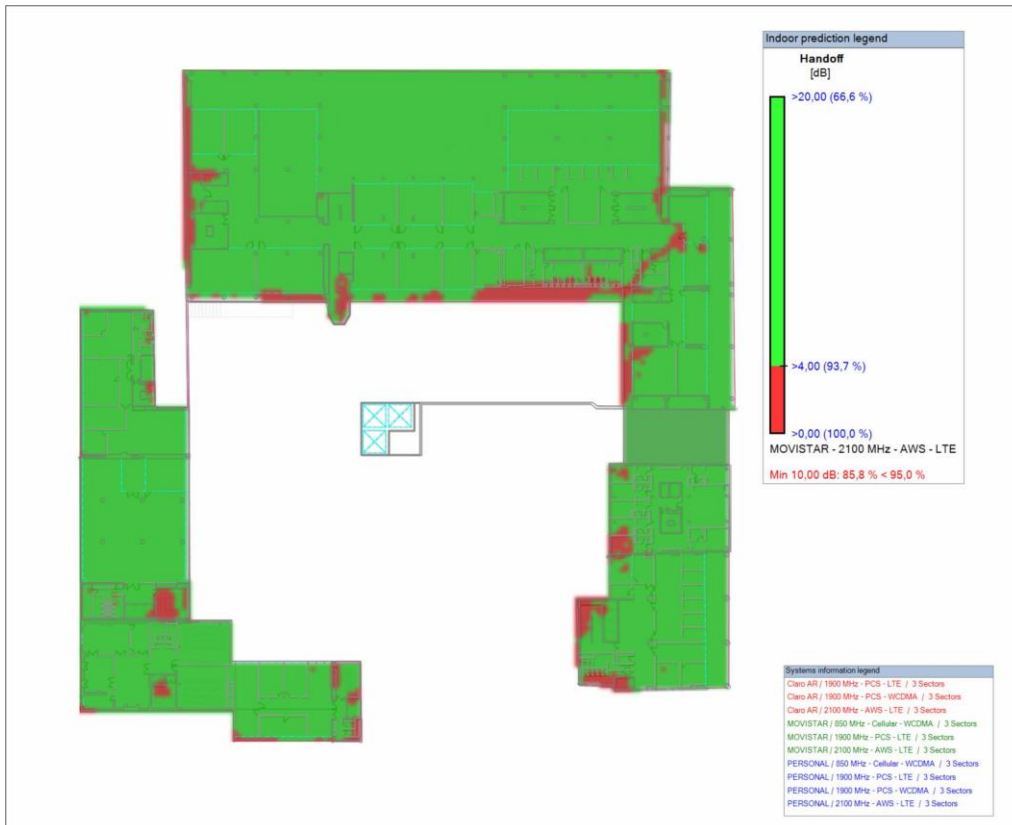 Indoor prediction legend
Handoff
[dB]
>20,00 (66,6 %)
>4,00 (93,7 %)
>0,00 (100,0 %)
MOVISTAR - 2100 MHz - AWS - LTE
Min 10,00 dB: 85,8 % < 95,0 %
Systems information legend
Claro AR / 1900 MHz - PCS - LTE / 3 Sectors
Claro AR / 1900 MHz - PCS - WCDMA / 3 Sectors
Claro AR / 2100 MHz - AWS - LTE / 3 Sectors
MOVISTAR / 850 MHz - Cellular - WCDMA / 3 Sectors
MOVISTAR / 1900 MHz - PCS - LTE / 3 Sectors
MOVISTAR / 2100 MHz - AWS - LTE / 3 Sectors
PERSONAL / 850 MHz - Cellular - WCDMA / 3 Sectors
PERSONAL / 1900 MHz - PCS - LTE / 3 Sectors
PERSONAL / 1900 MHz - PCS - WCDMA / 3 Sectors
PERSONAL / 2100 MHz - AWS - LTE / 3 Sectors